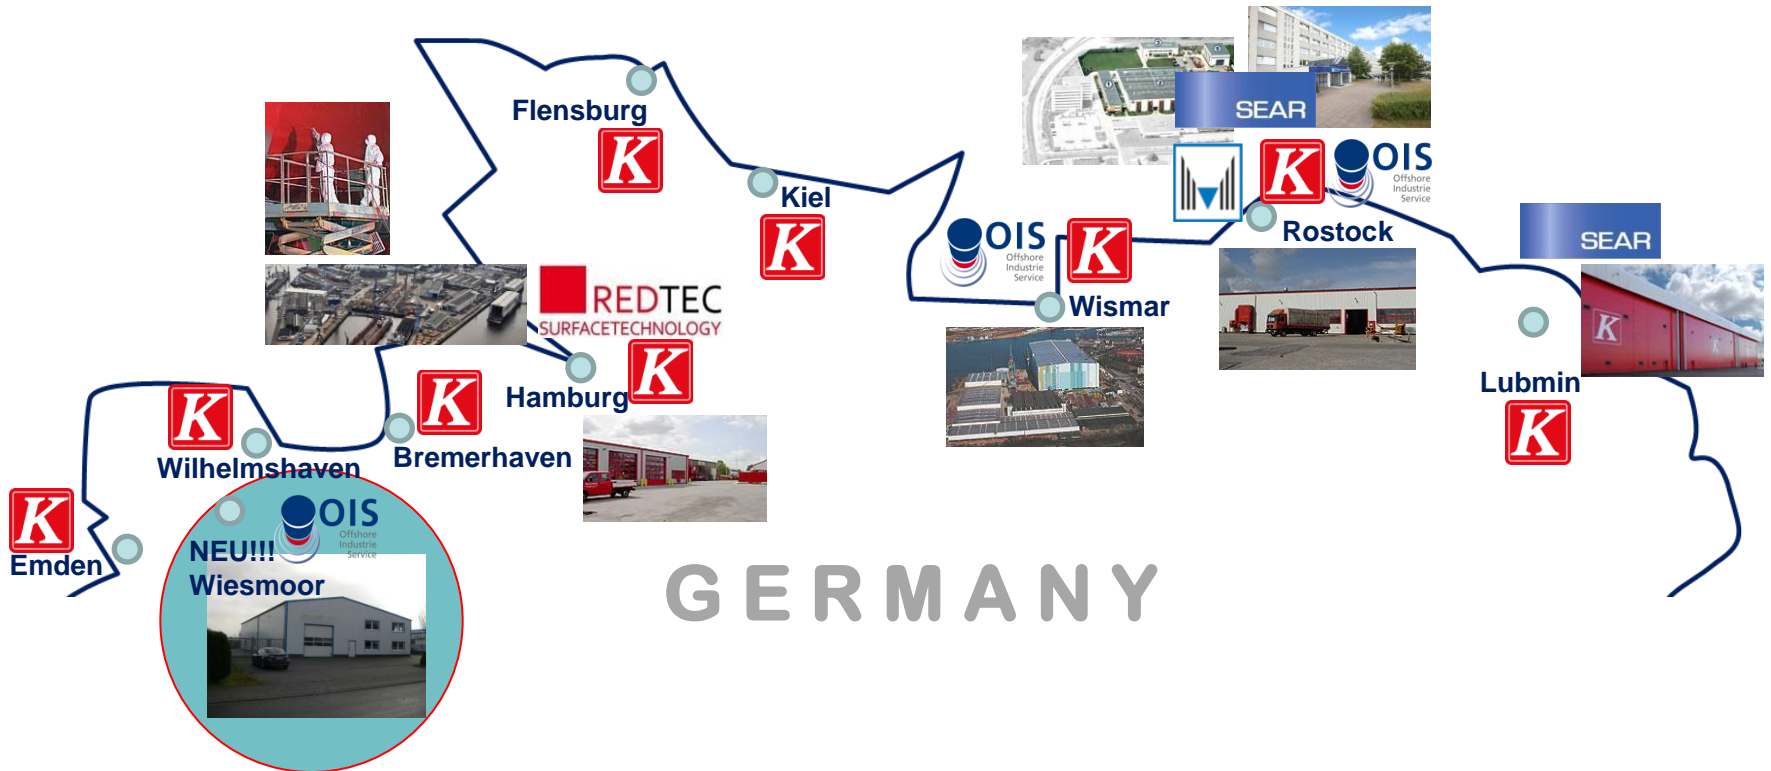 Flensburg
K
Kiel
K
SEAR
K
OIS
Offshore
Industrie
Service
Rostock
OIS
Offshore
Industrie
Service
K
Wismar
SEAR
K
Lubmin
K
REDTEC
SURFACETECHNOLOGY
K
Hamburg
K
Bremerhaven
K
Wilhelmshaven
K
Emden
OIS
Offshore
Industrie
Service
NEU!!!
Wiesmoor
GERMANY